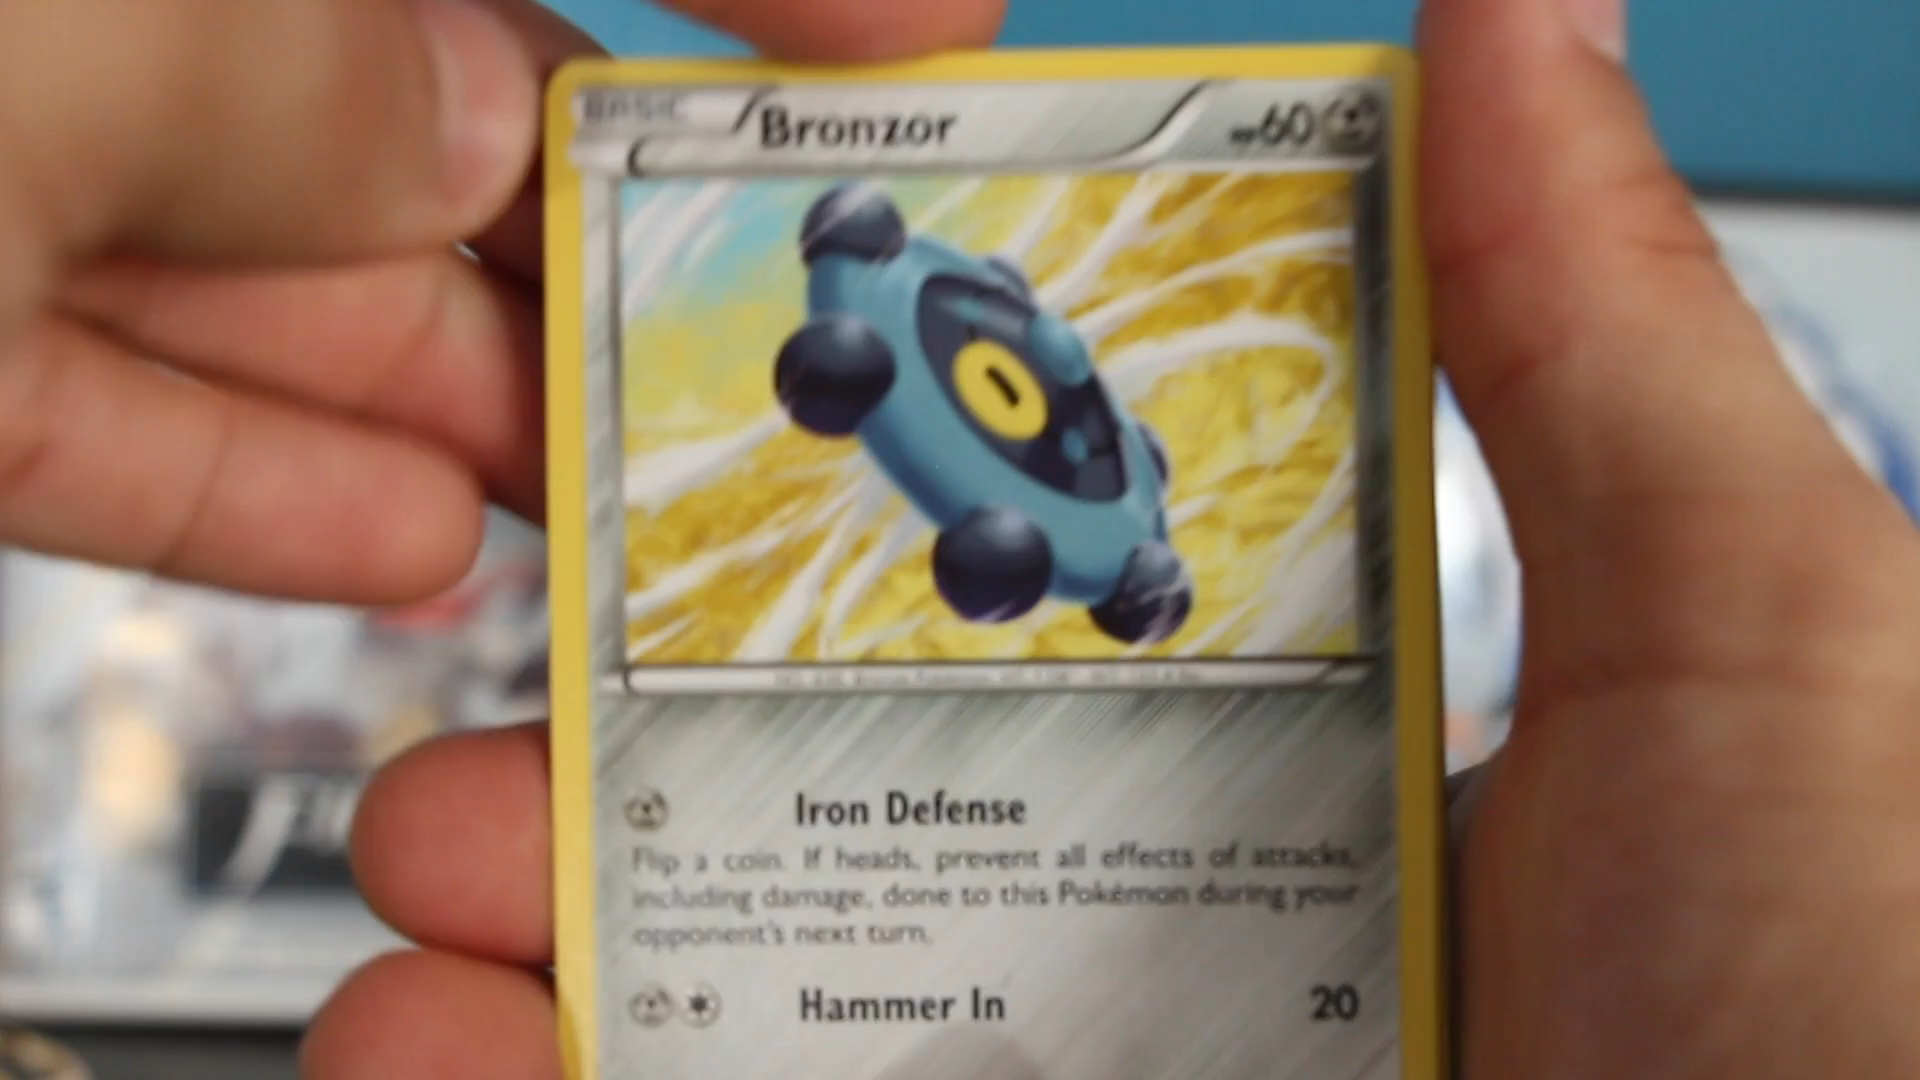 BASIC Bronzor HP60
Iron Defense
Flip a coin. If heads, prevent all effects of attacks,
including damage, done to this Pokémon during your
opponent's next turn.
Hammer In 20